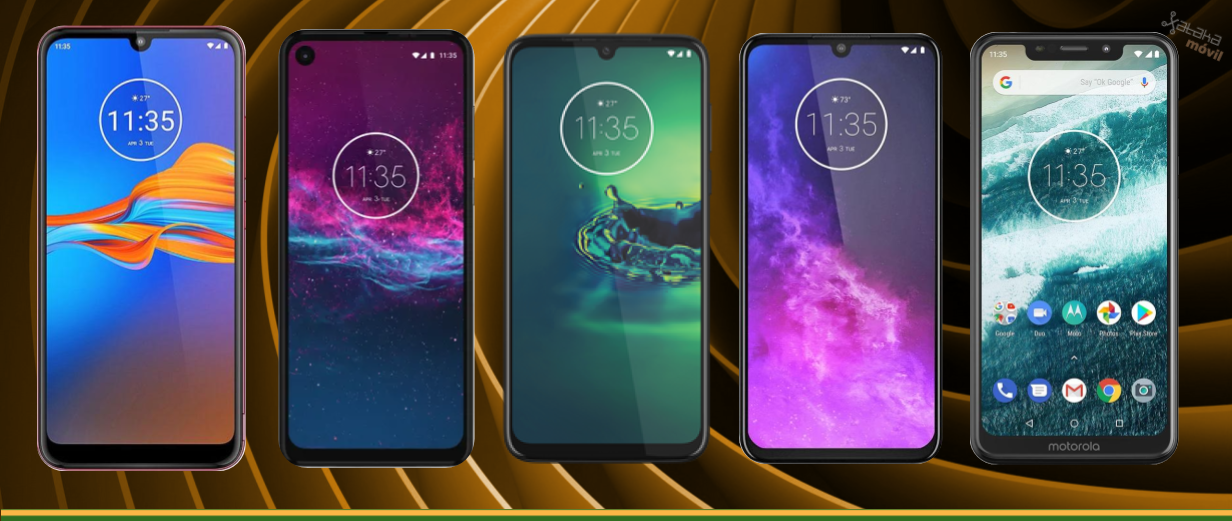 11:35
27°
11:35
APR 3 TUE
11:35
27°
11:35
APR 3 TUE
27°
11:35
APR 3 TUE
73°
11:35
APR 3 TUE
11:35
Say "Ok Google"
27°
11:35
APR 3 TUE
Google
Duo
Moto
Photos
Play Store
motorola
xataka
móvil